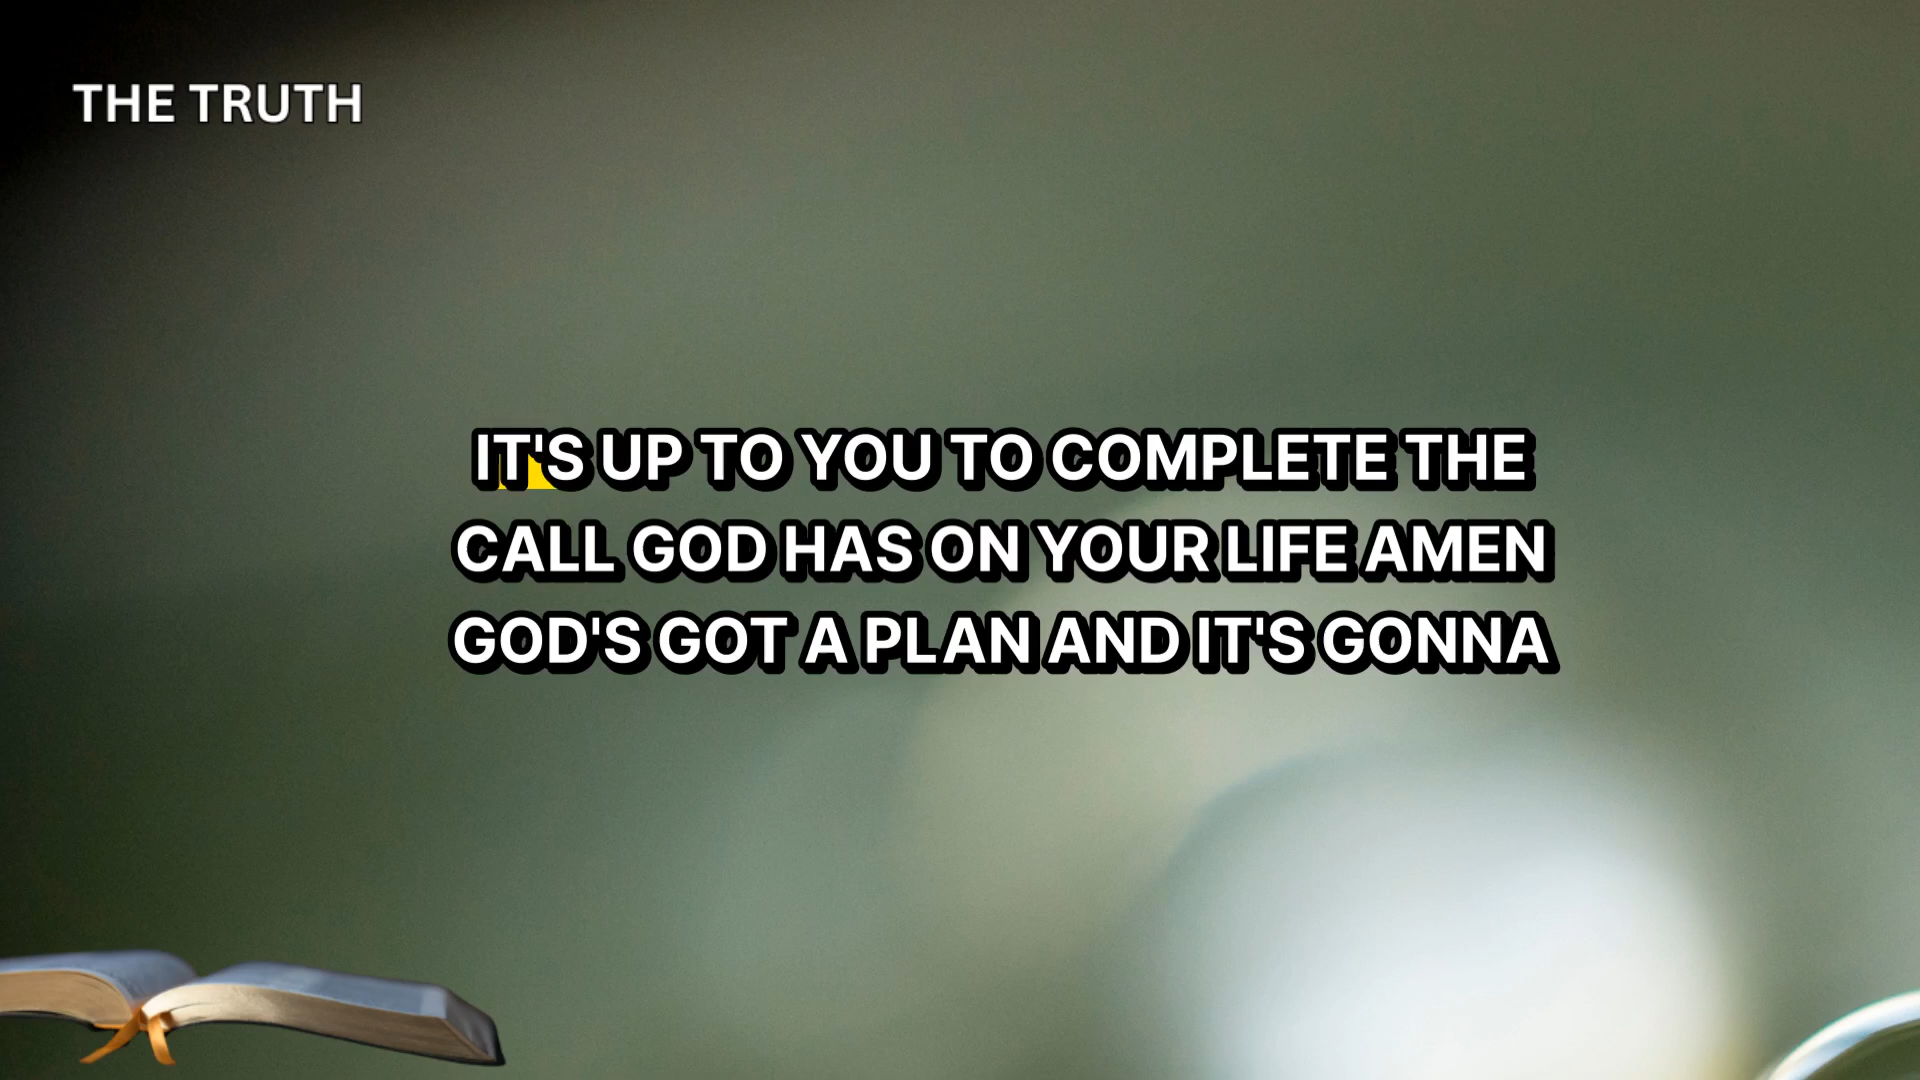 THE TRUTH
IT'S UP TO YOU TO COMPLETE THE
CALL GOD HAS ON YOUR LIFE AMEN
GOD'S GOT A PLAN AND IT'S GONNA